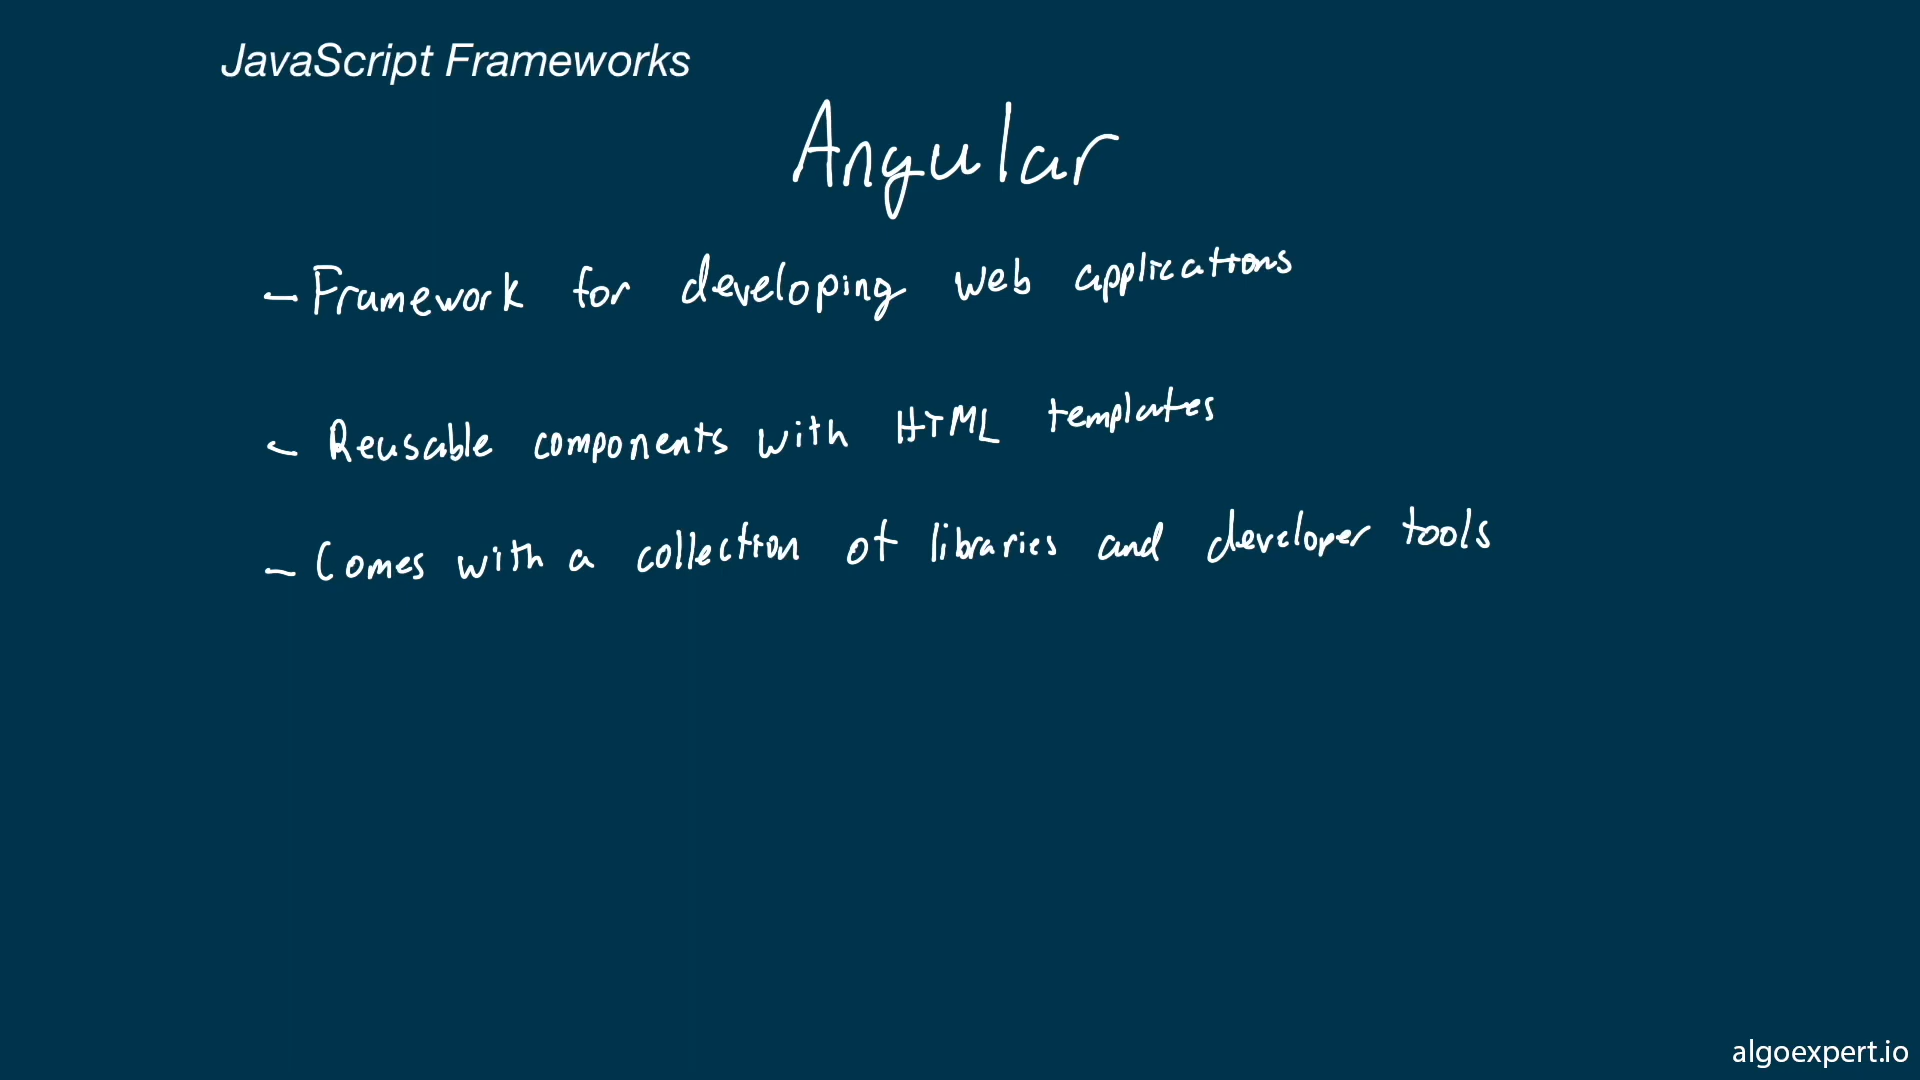 JavaScript Frameworks
Angular
- Framework for developing web applications
- Reusable components with HTML templates
- Comes with a collection of libraries and developer tools
algoexpert.io